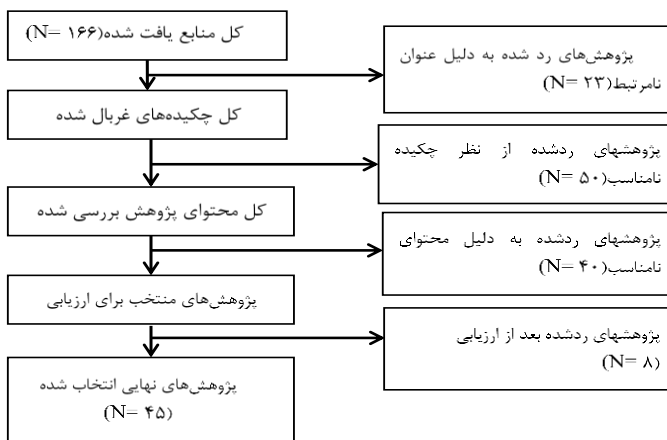 کل منابع یافت شده(N= ۱۶۶)
پژوهش‌های رد شده به دلیل عنوان
نامرتبط(N= ۲۳)
کل چکیده‌های غربال شده
پژوهشهای ردشده از نظر چکیده
نامناسب(N= ۵۰)
کل محتوای پژوهش بررسی شده
پژوهشهای ردشده به دلیل محتوای
نامناسب(N= ۴۰)
پژوهش‌های منتخب برای ارزیابی
پژوهشهای ردشده بعد از ارزیابی
(N= ۸)
پژوهش‌های نهایی انتخاب شده
(N= ۴۵)